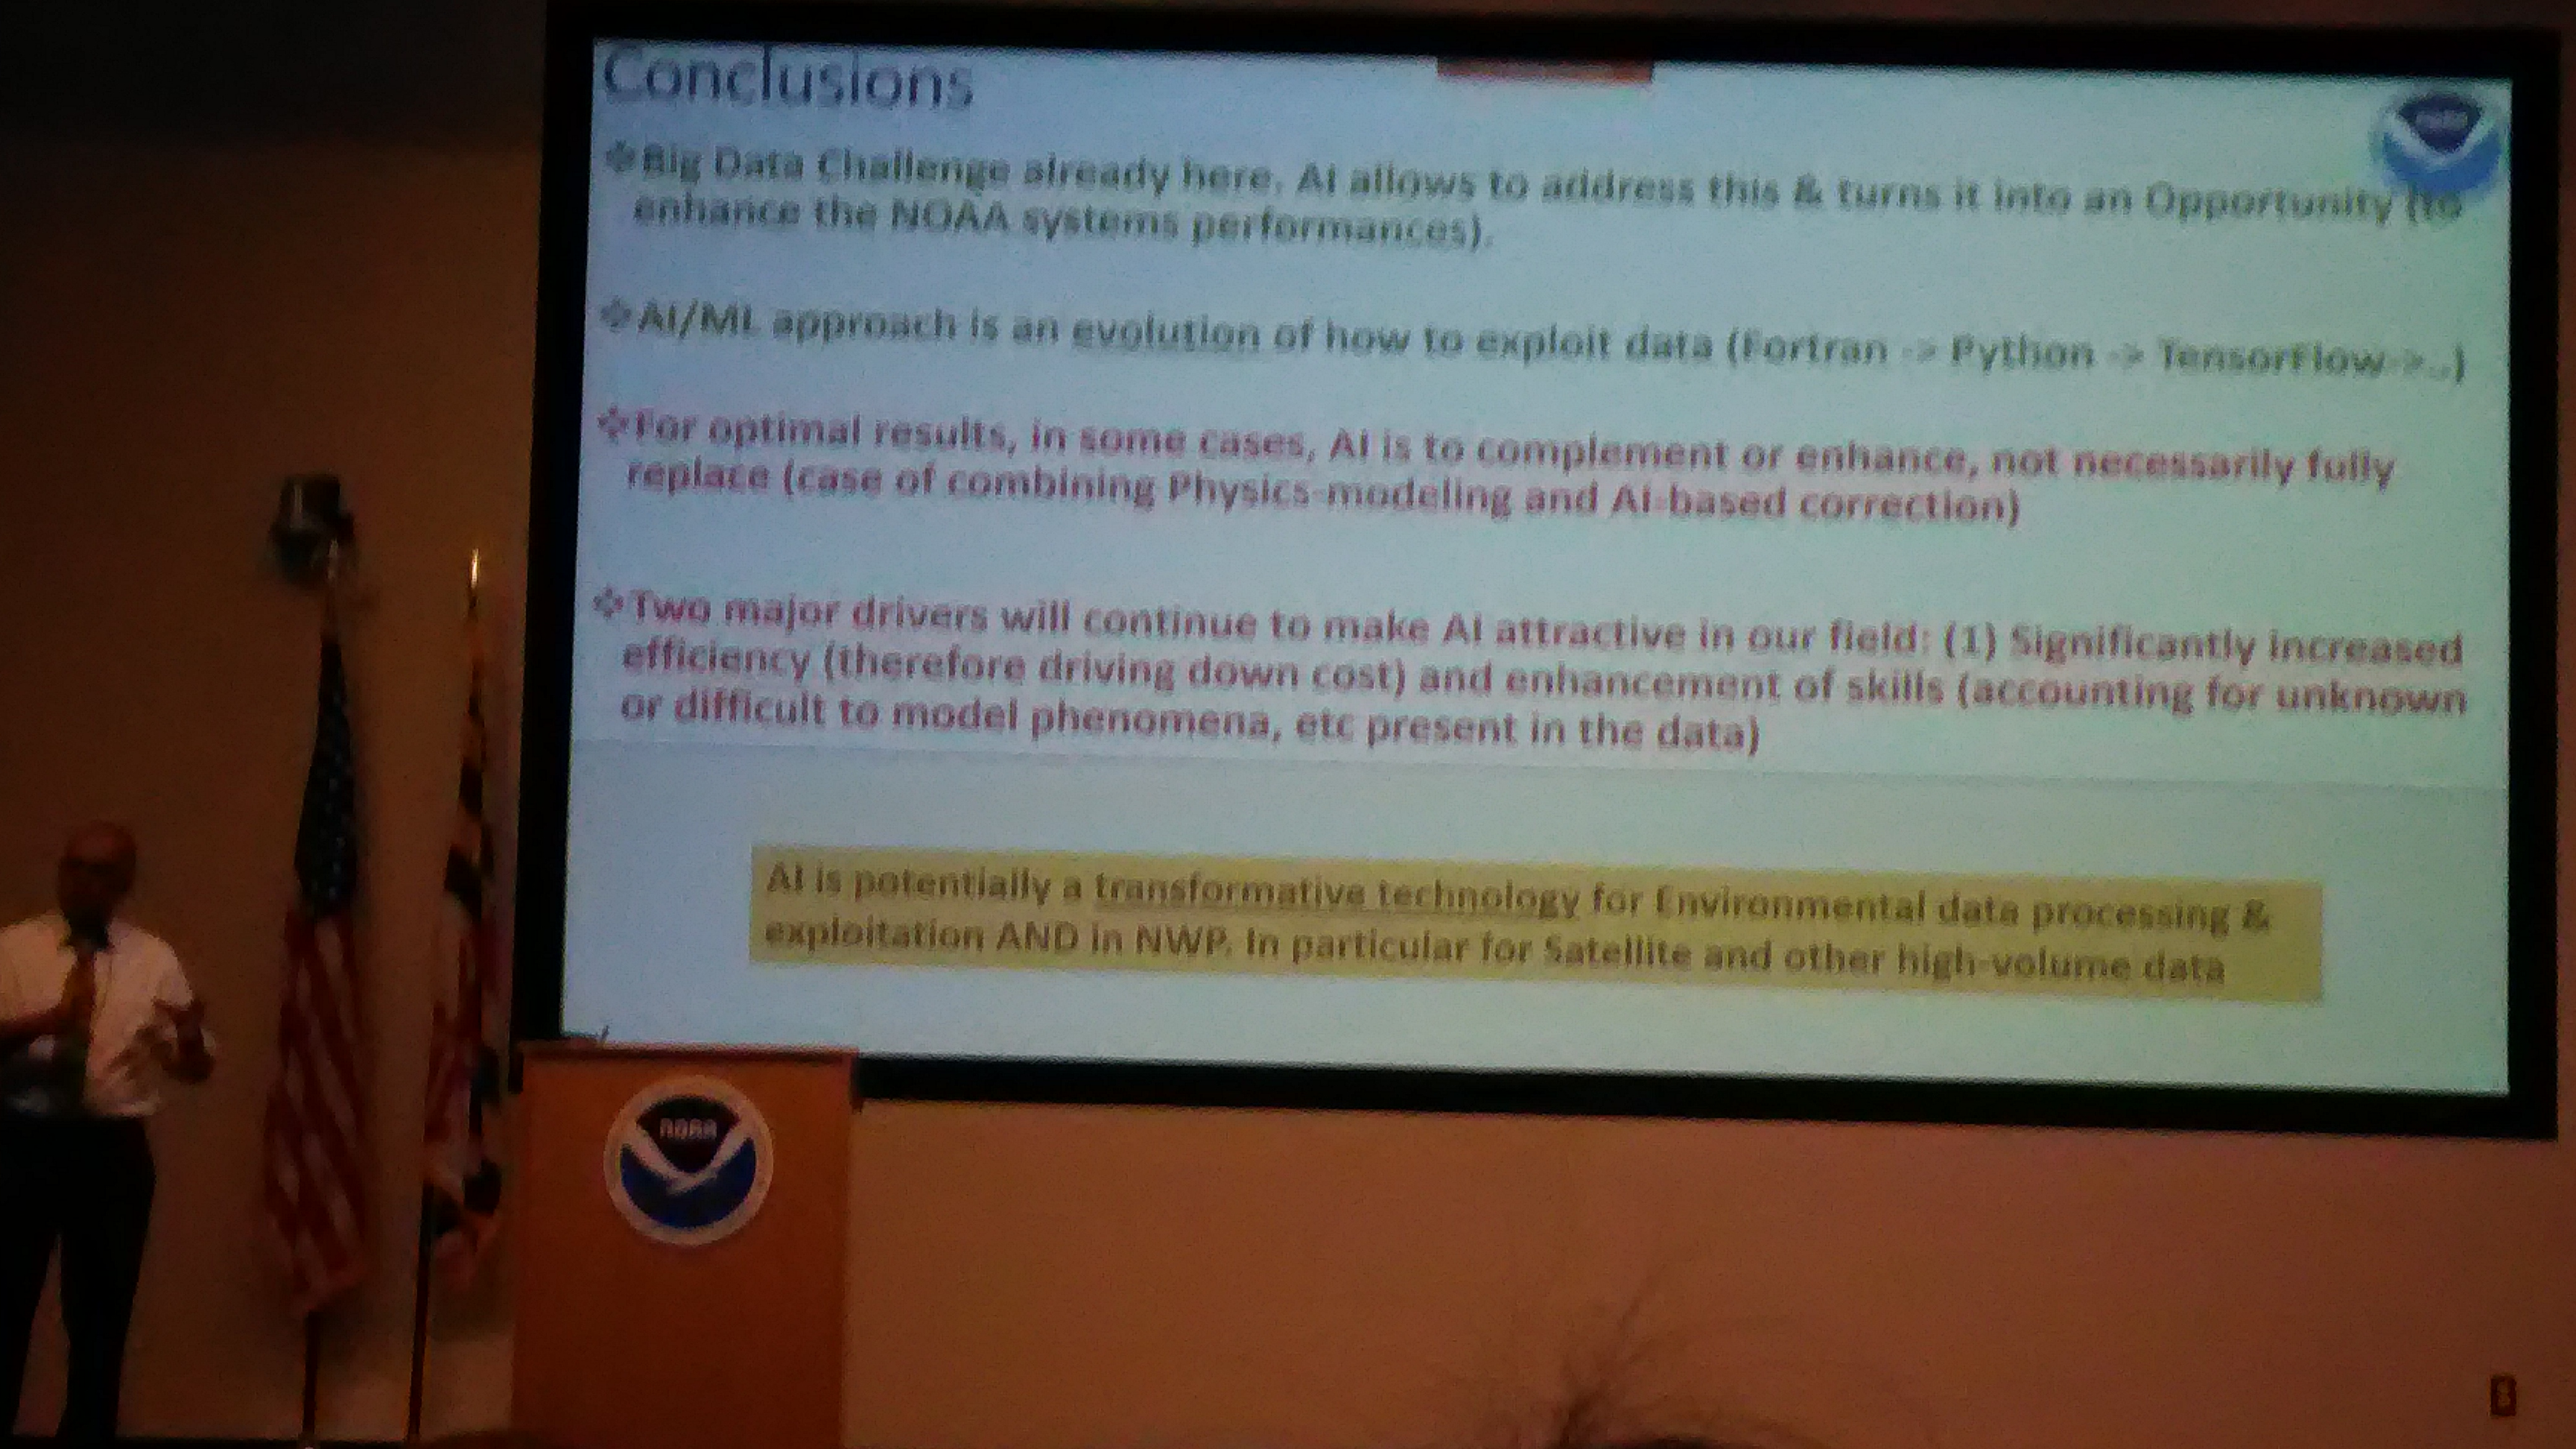 Conclusions
❖Big Data Challenge already here. AI allows to address this & turns it into an Opportunity (to
enhance the NOAA systems performances).
❖AI/ML approach is an evolution of how to exploit data (Fortran -> Python -> TensorFlow->..)
❖For optimal results, in some cases, AI is to complement or enhance, not necessarily fully
replace (case of combining Physics-modeling and AI-based correction)
❖Two major drivers will continue to make AI attractive in our field: (1) Significantly increased
efficiency (therefore driving down cost) and enhancement of skills (accounting for unknown
or difficult to model phenomena, etc present in the data)
AI is potentially a transformative technology for Environmental data processing &
exploitation AND in NWP. In particular for Satellite and other high-volume data
NOAA
NOAA